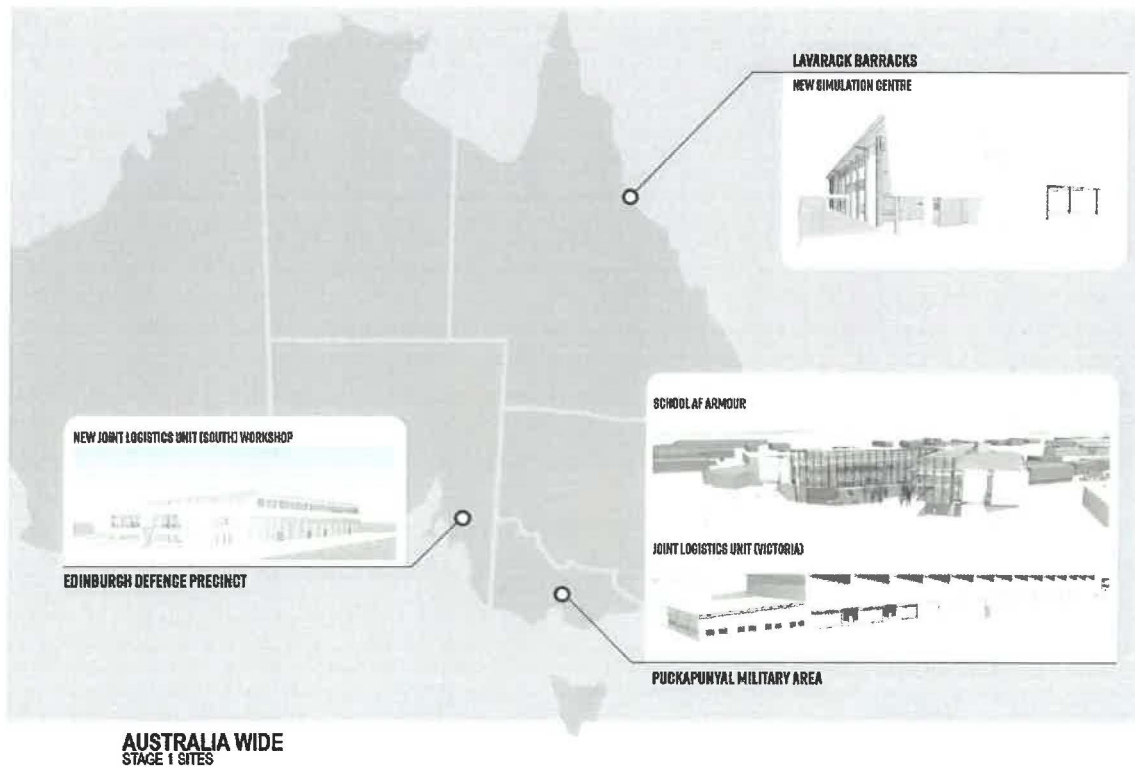 LAVARACK BARRACKS
NEW SIMULATION CENTRE
SCHOOL AF ARMOUR
NEW JOINT LOGISTICS UNIT (SOUTH) WORKSHOP
JOINT LOGISTICS UNIT (VICTORIA)
EDINBURGH DEFENCE PRECINCT
PUCKAPUNYAL MILITARY AREA
AUSTRALIA WIDE
STAGE 1 SITES